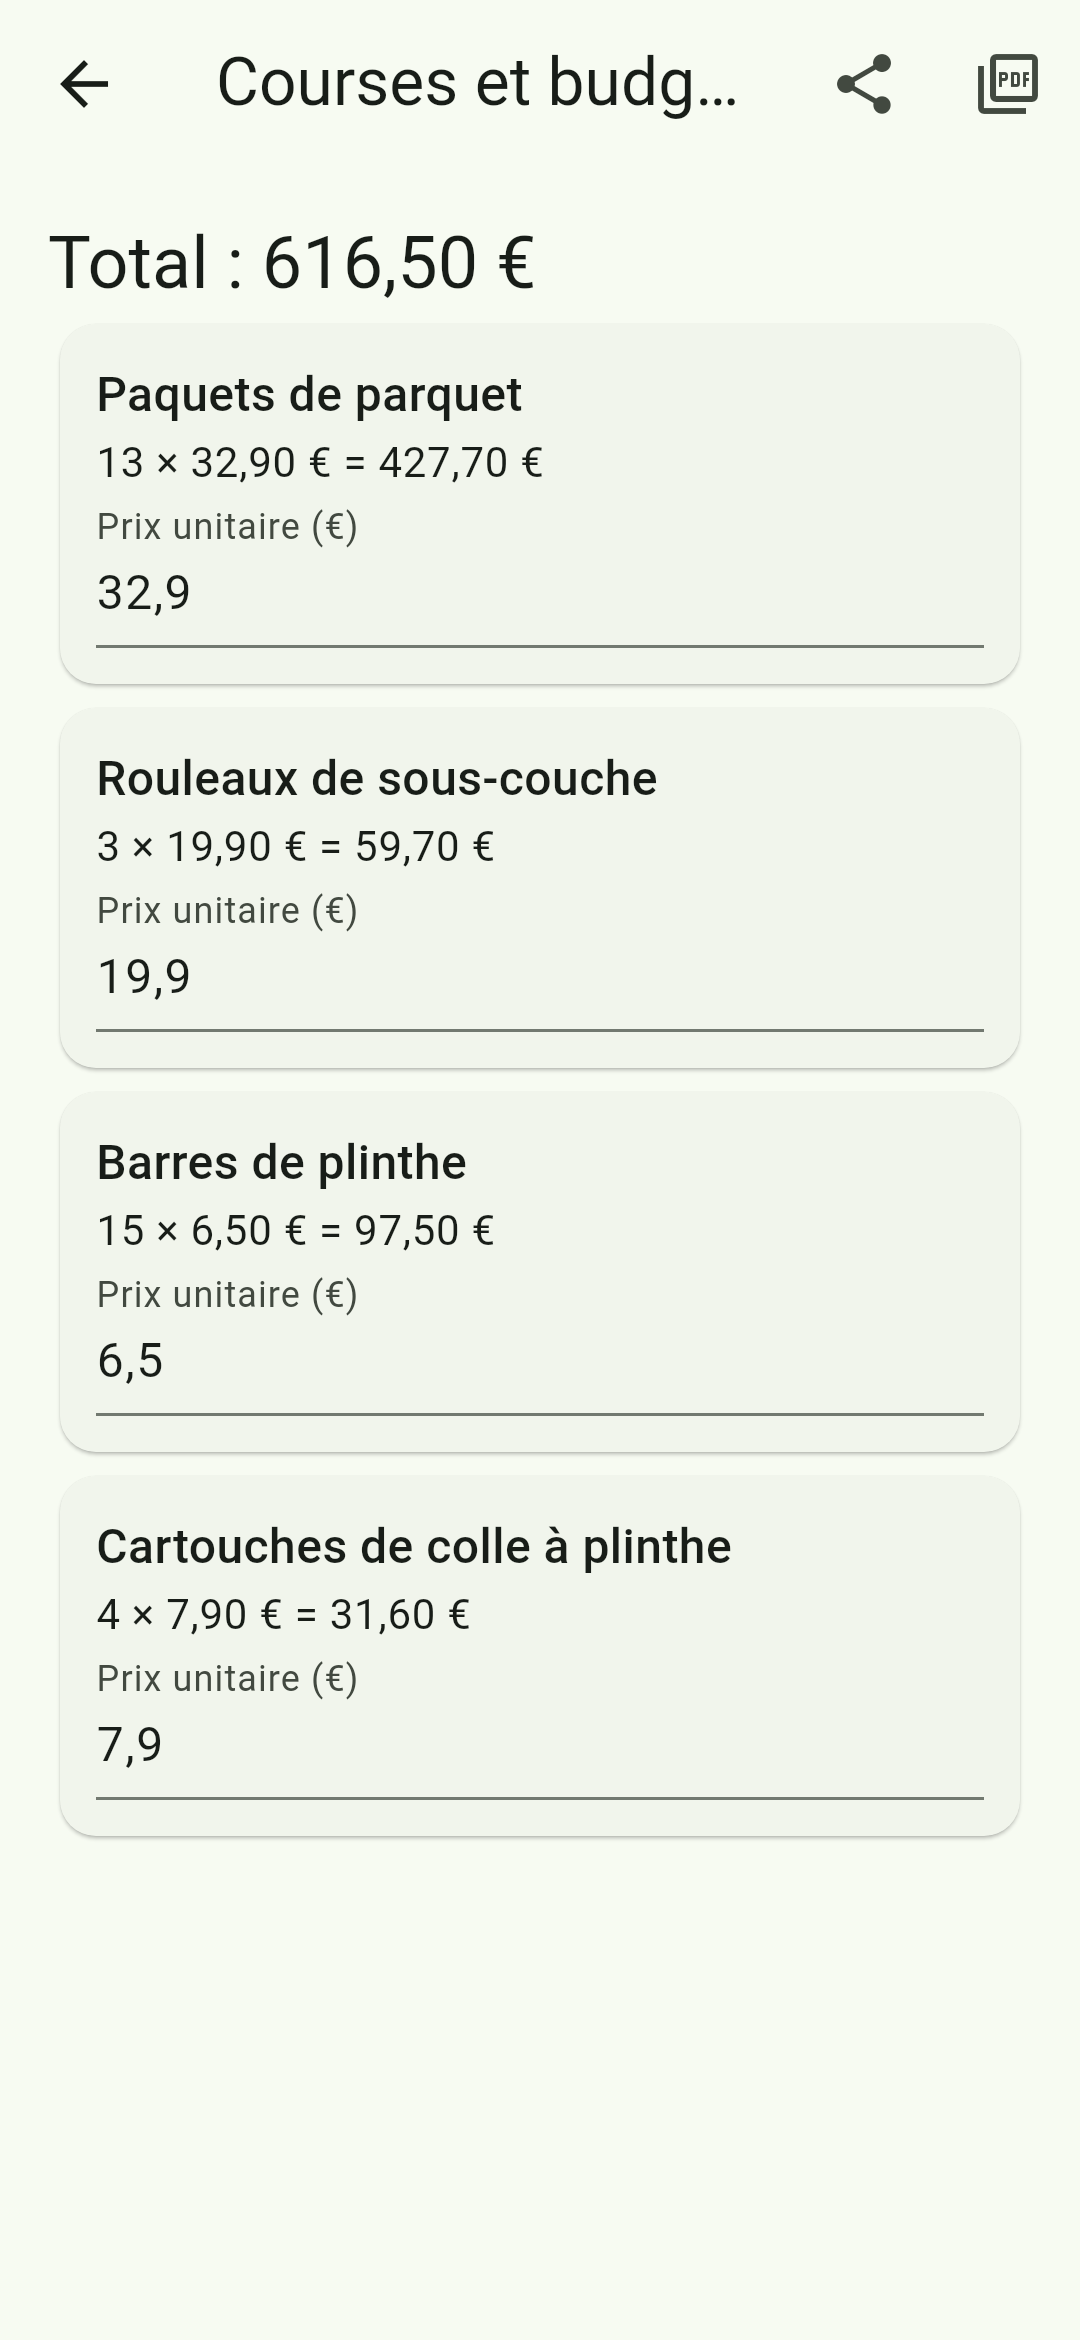 Courses et budg…
PDF
Total : 616,50 €
Paquets de parquet
13 × 32,90 € = 427,70 €
Prix unitaire (€)
32,9
Rouleaux de sous-couche
3 × 19,90 € = 59,70 €
Prix unitaire (€)
19,9
Barres de plinthe
15 × 6,50 € = 97,50 €
Prix unitaire (€)
6,5
Cartouches de colle à plinthe
4 × 7,90 € = 31,60 €
Prix unitaire (€)
7,9